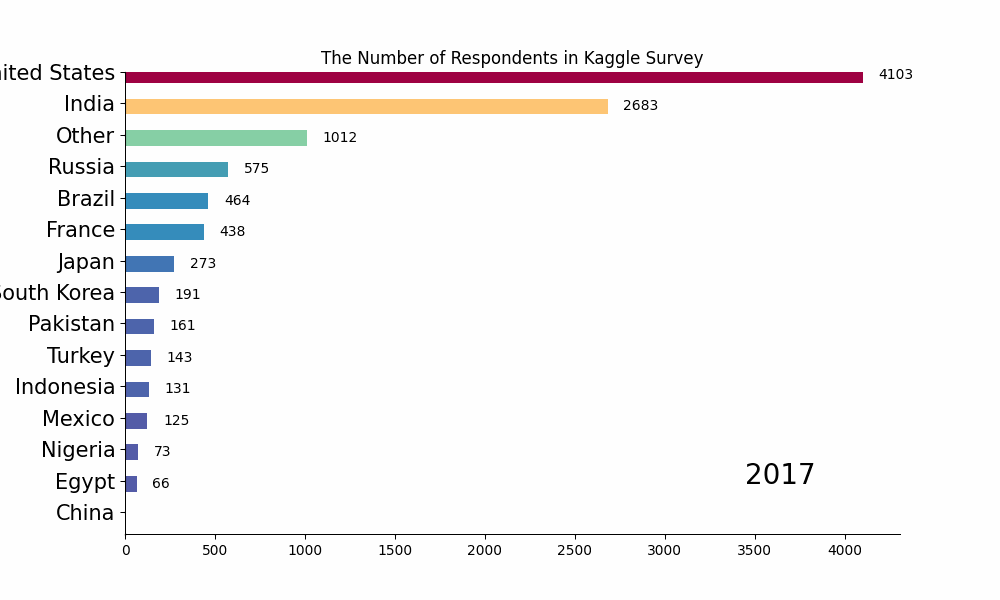 The Number of Respondents in Kaggle Survey
nited States 4103
India 2683
Other 1012
Russia 575
Brazil 464
France 438
Japan 273
South Korea 191
Pakistan 161
Turkey 143
Indonesia 131
Mexico 125
Nigeria 73
Egypt 66
2017
China
0 500 1000 1500 2000 2500 3000 3500 4000